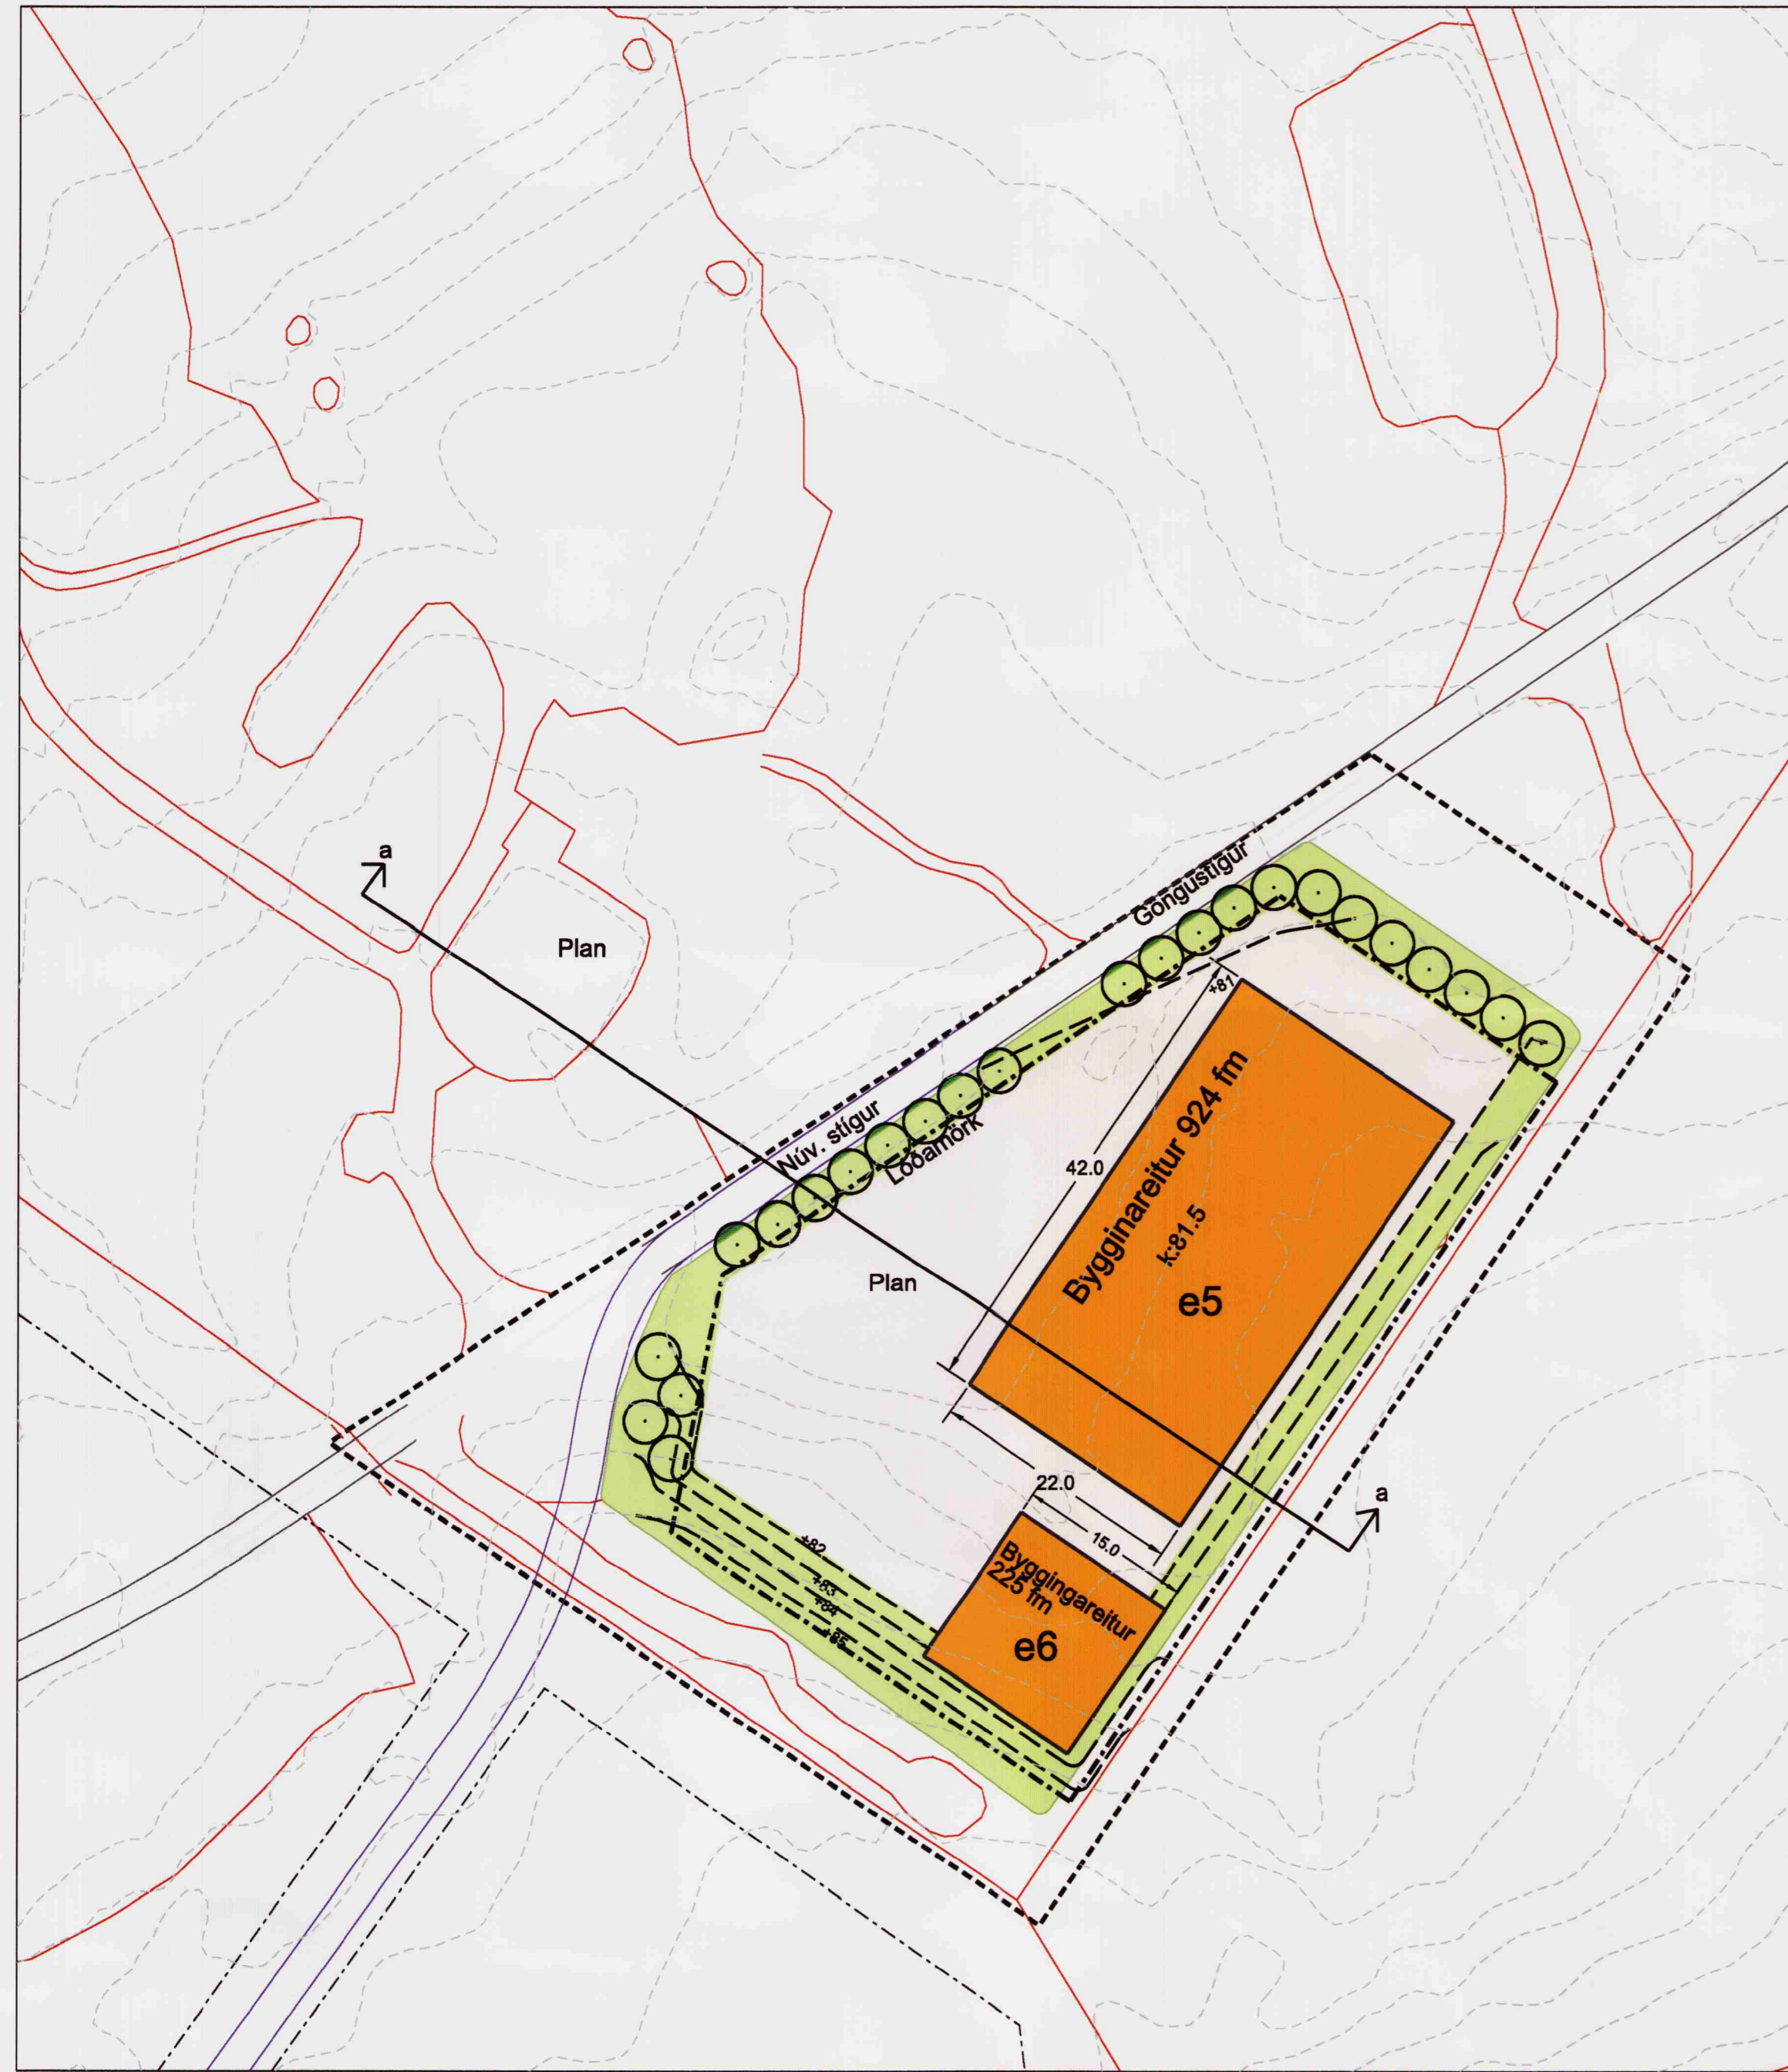 a
Plan
Göngustígur
+81
Núv. stígur
Lóðamörk
42.0
Bygginareitur 924 fm
k:81.5
e5
Plan
22.0
15.0
a
Byggingareitur
225 fm
e6
+82
+83
+84
+85